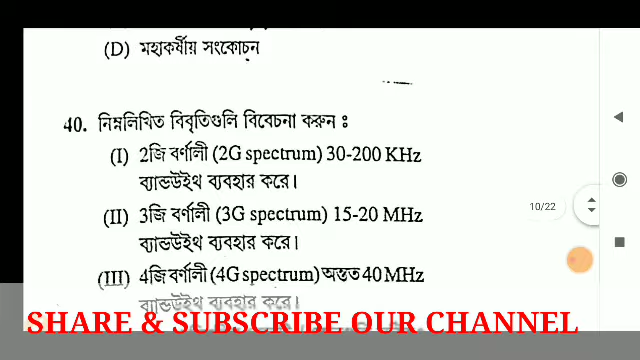 (D) মহাকর্ষীয় সংকোচন
40. নিম্নলিখিত বিবৃতিগুলি বিবেচনা করুন ঃ
(I) 2জি বর্ণালী (2G spectrum) 30-200 KHz
ব্যান্ডউইথ ব্যবহার করে।
(II) 3জি বর্ণালী (3G spectrum) 15-20 MHz
ব্যান্ডউইথ ব্যবহার করে।
10/22
(III) 4জি বর্ণালী (4G spectrum) অন্তত 40 MHz
ব্যান্ডউইথ ব্যবহার করে।
SHARE & SUBSCRIBE OUR CHANNEL